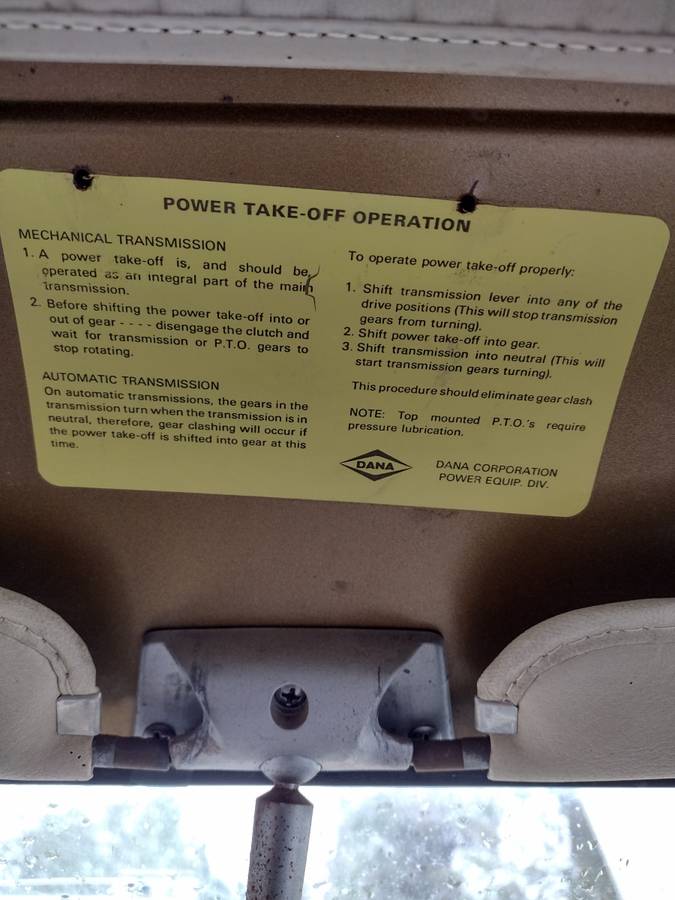 POWER TAKE-OFF OPERATION
MECHANICAL TRANSMISSION
1. A power take-off is, and should be,
operated as an integral part of the main
transmission.
2. Before shifting the power take-off into or
out of gear - - - - disengage the clutch and
wait for transmission or P.T.O. gears to
stop rotating.
AUTOMATIC TRANSMISSION
On automatic transmissions, the gears in the
transmission turn when the transmission is in
neutral, therefore, gear clashing will occur if
the power take-off is shifted into gear at this
time.
To operate power take-off properly:
1. Shift transmission lever into any of the
drive positions (This will stop transmission
gears from turning).
2. Shift power take-off into gear.
3. Shift transmission into neutral (This will
start transmission gears turning).
This procedure should eliminate gear clash
NOTE: Top mounted P.T.O.'s require
pressure lubrication.
DANA
DANA CORPORATION
POWER EQUIP. DIV.